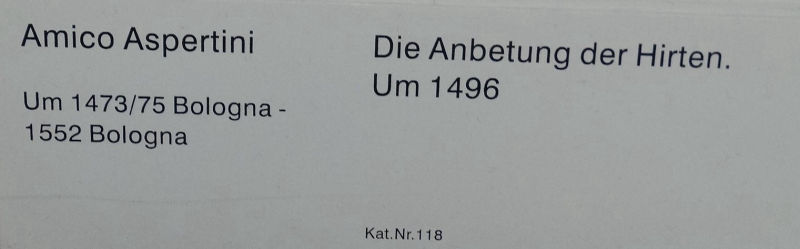 Amico Aspertini
Um 1473/75 Bologna -
1552 Bologna
Die Anbetung der Hirten.
Um 1496
Kat.Nr.118